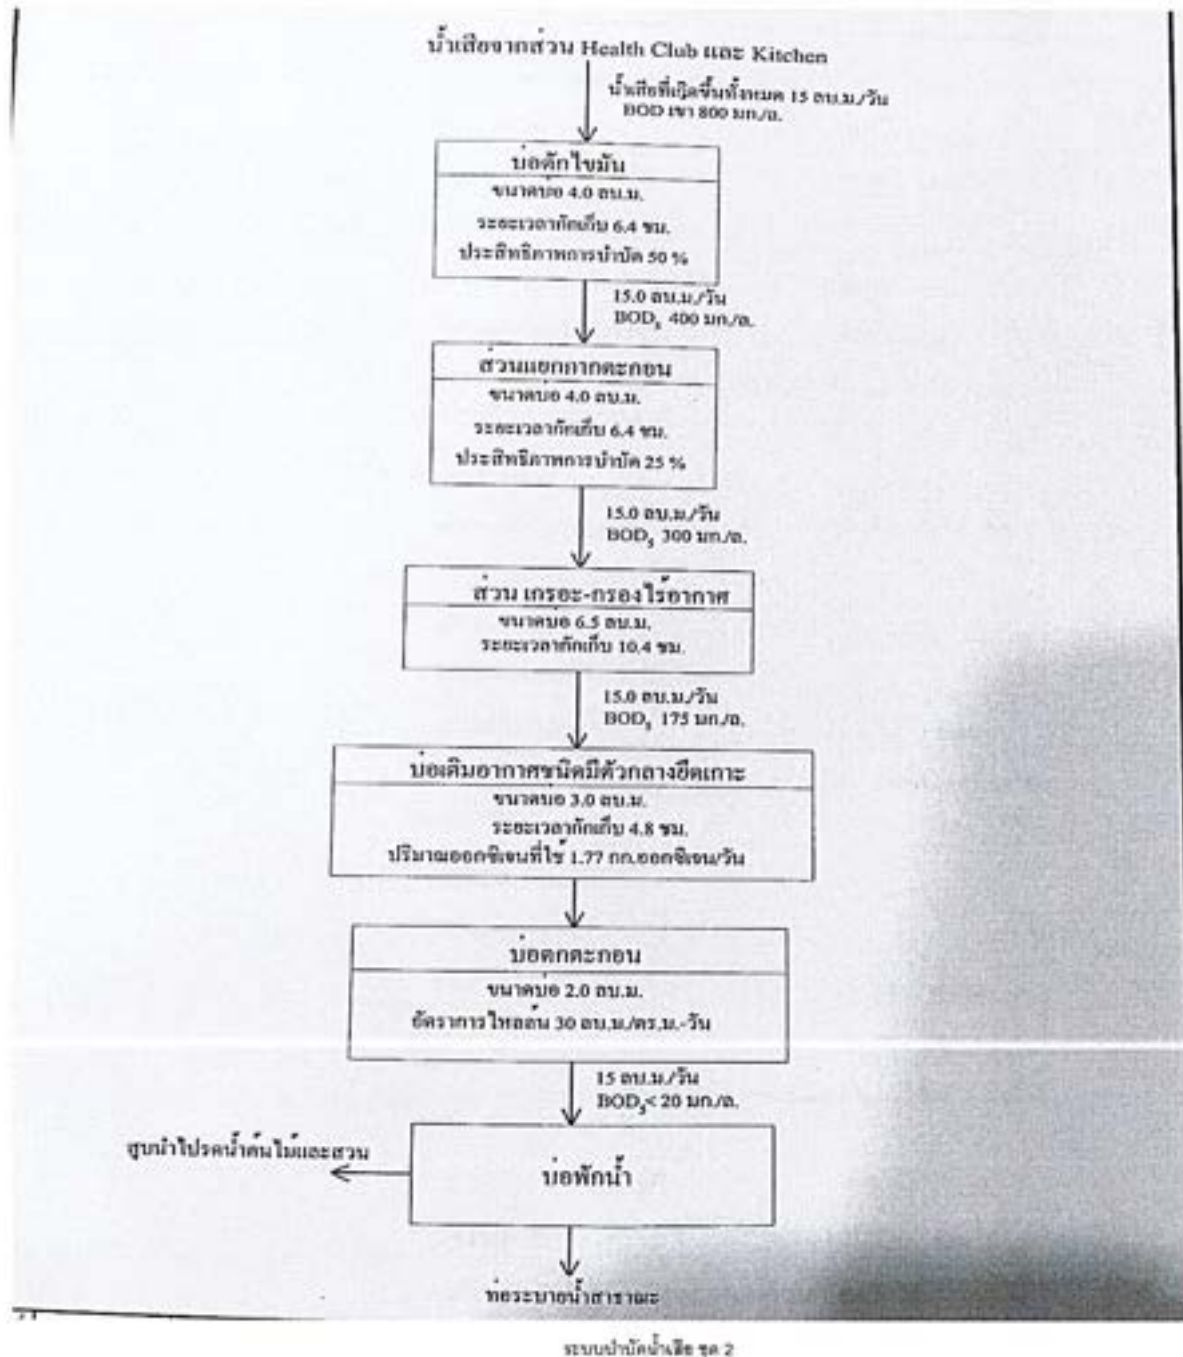 น้ำเสียจากส่วน Health Club และ Kitchen
น้ำเสียที่เกิดขึ้นทั้งหมด 15 ลบ.ม./วัน
BOD เข้า 800 มก./ล.
บ่อดักไขมัน
ขนาดบ่อ 4.0 ลบ.ม.
ระยะเวลากักเก็บ 6.4 ชม.
ประสิทธิภาพการบำบัด 50 %
15.0 ลบ.ม./วัน
BOD₅ 400 มก./ล.
ส่วนแยกกากตะกอน
ขนาดบ่อ 4.0 ลบ.ม.
ระยะเวลากักเก็บ 6.4 ชม.
ประสิทธิภาพการบำบัด 25 %
15.0 ลบ.ม./วัน
BOD₅ 300 มก./ล.
ส่วน เกรอะ-กรองไร้อากาศ
ขนาดบ่อ 6.5 ลบ.ม.
ระยะเวลากักเก็บ 10.4 ชม.
15.0 ลบ.ม./วัน
BOD₅ 175 มก./ล.
บ่อเติมอากาศชนิดมีตัวกลางยึดเกาะ
ขนาดบ่อ 3.0 ลบ.ม.
ระยะเวลากักเก็บ 4.8 ชม.
ปริมาณออกซิเจนที่ใช้ 1.77 กก.ออกซิเจน/วัน
บ่อตกตะกอน
ขนาดบ่อ 2.0 ลบ.ม.
อัตราการไหลล้น 30 ลบ.ม./ตร.ม.-วัน
15 ลบ.ม./วัน
BOD₅< 20 มก./ล.
สูบนำไปรดน้ำต้นไม้และสวน
บ่อพักน้ำ
ท่อระบายน้ำสาธารณะ
ระบบบำบัดน้ำเสีย ชุด 2